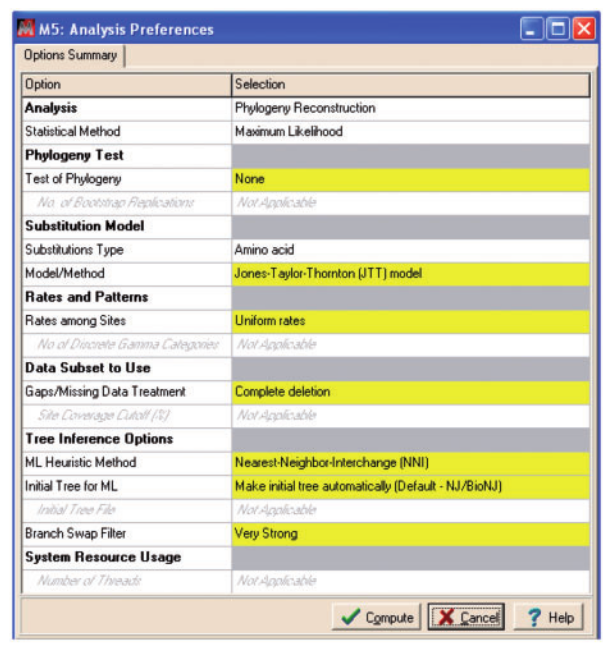 M5: Analysis Preferences
Options Summary
Option Selection
Analysis Phylogeny Reconstruction
Statistical Method Maximum Likelihood
Phylogeny Test
Test of Phylogeny None
No. of Bootstrap Replications Not Applicable
Substitution Model
Substitutions Type Amino acid
Model/Method Jones-Taylor-Thornton (JTT) model
Rates and Patterns
Rates among Sites Uniform rates
No of Discrete Gamma Categories Not Applicable
Data Subset to Use
Gaps/Missing Data Treatment Complete deletion
Site Coverage Cutoff (%) Not Applicable
Tree Inference Options
ML Heuristic Method Nearest-Neighbor-Interchange (NNI)
Initial Tree for ML Make initial tree automatically (Default - NJ/BioNJ)
Initial Tree File Not Applicable
Branch Swap Filter Very Strong
System Resource Usage
Number of Threads Not Applicable
Compute Cancel ? Help